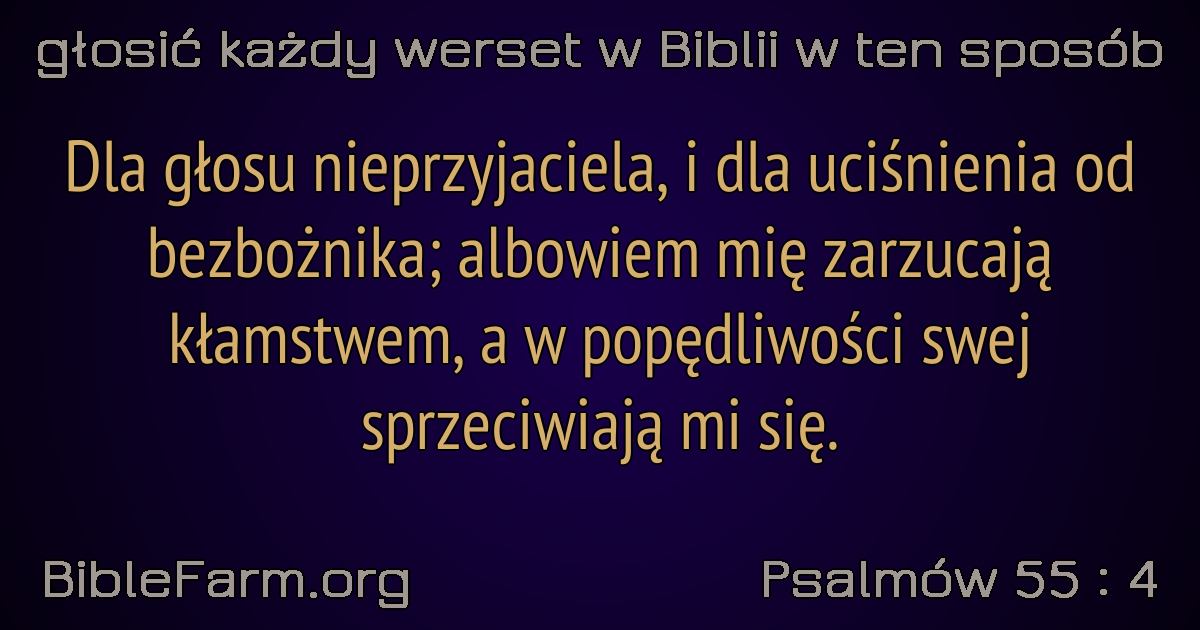 głosić każdy werset w Biblii w ten sposób
Dla głosu nieprzyjaciela, i dla uciśnienia od
bezbożnika; albowiem mię zarzucają
kłamstwem, a w popędliwości swej
sprzeciwiają mi się.
BibleFarm.org
Psalmów 55 : 4